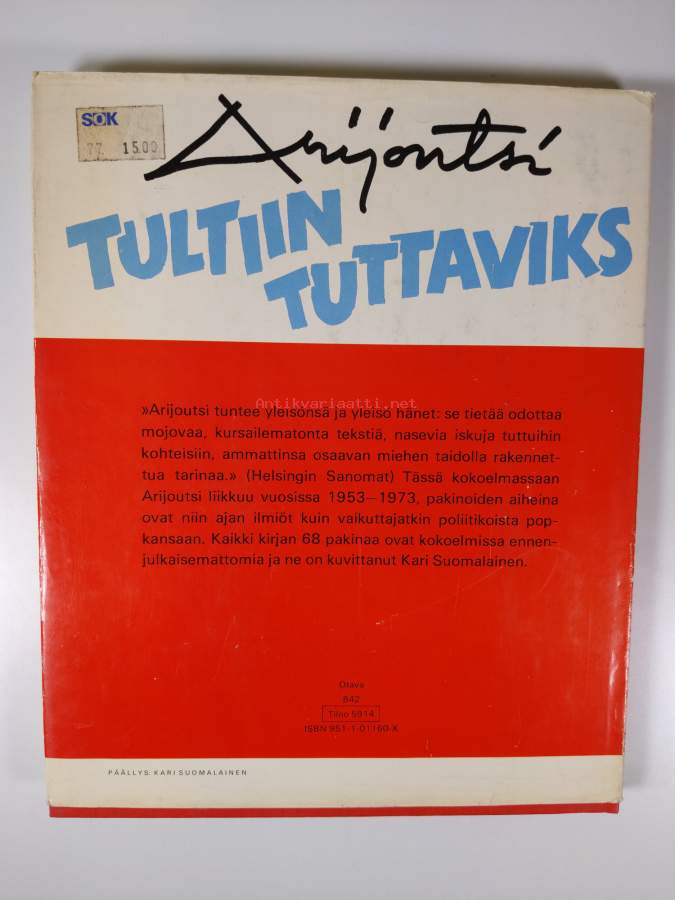 SOK
77 15.00
Arijoutsi
TULTIIN
TUTTAVIKS
Antikvariaatti.net
»Arijoutsi tuntee yleisönsä ja yleisö hänet: se tietää odottaa
mojovaa, kursailematonta tekstiä, nasevia iskuja tuttuihin
kohteisiin, ammattinsa osaavan miehen taidolla rakennet-
tua tarinaa.» (Helsingin Sanomat) Tässä kokoelmassaan
Arijoutsi liikkuu vuosissa 1953–1973, pakinoiden aiheina
ovat niin ajan ilmiöt kuin vaikuttajatkin poliitikoista pop-
kansaan. Kaikki kirjan 68 pakinaa ovat kokoelmissa ennen-
julkaisemattomia ja ne on kuvittanut Kari Suomalainen.
Otava
842
Tilno 5914
ISBN 951-1-01160-X
PÄÄLLYS: KARI SUOMALAINEN